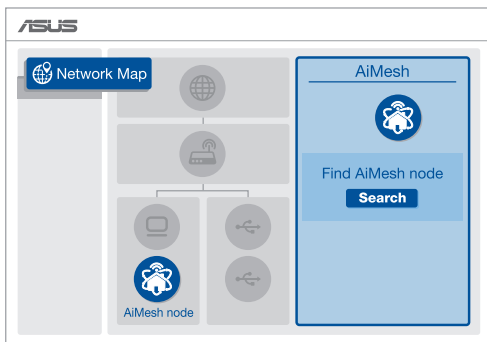 ASUS
Network Map
AiMesh
Find AiMesh node
Search
AiMesh node